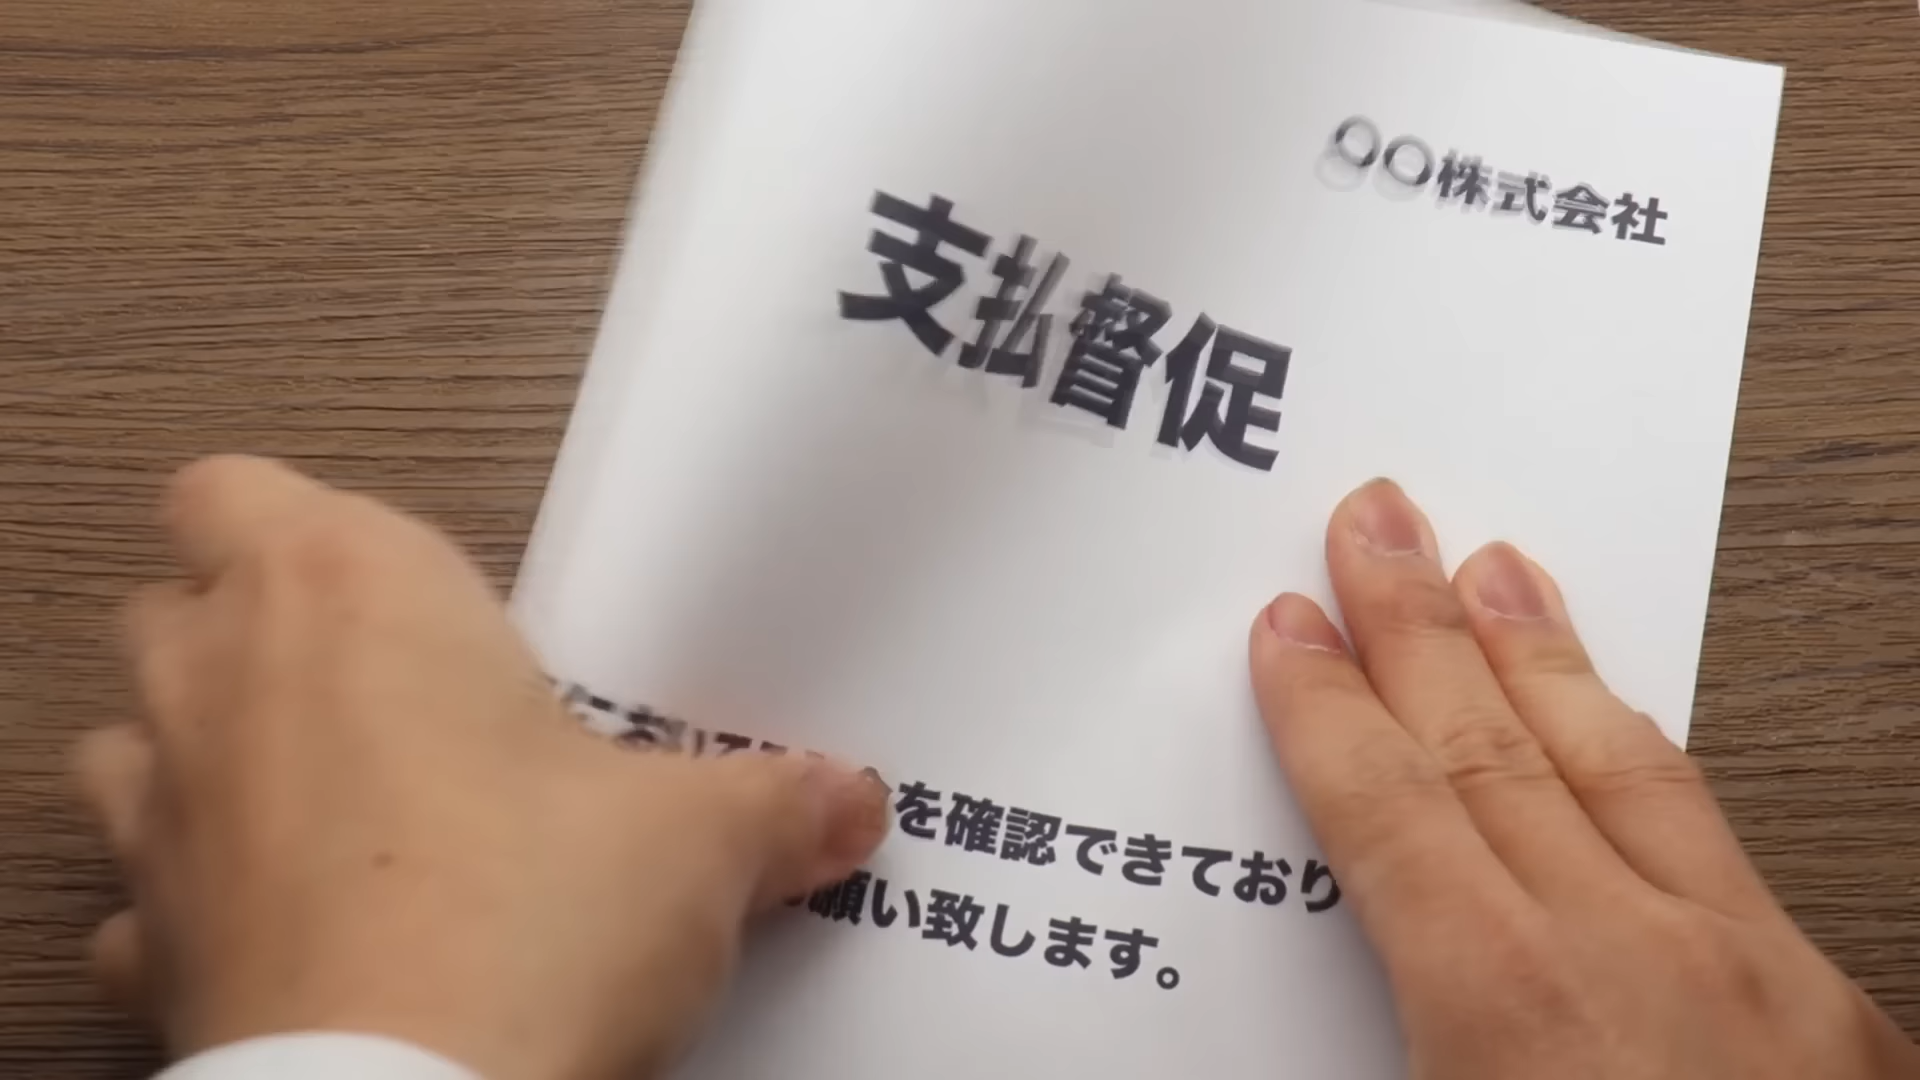 〇〇株式会社
支払督促
を確認できており
願い致します。